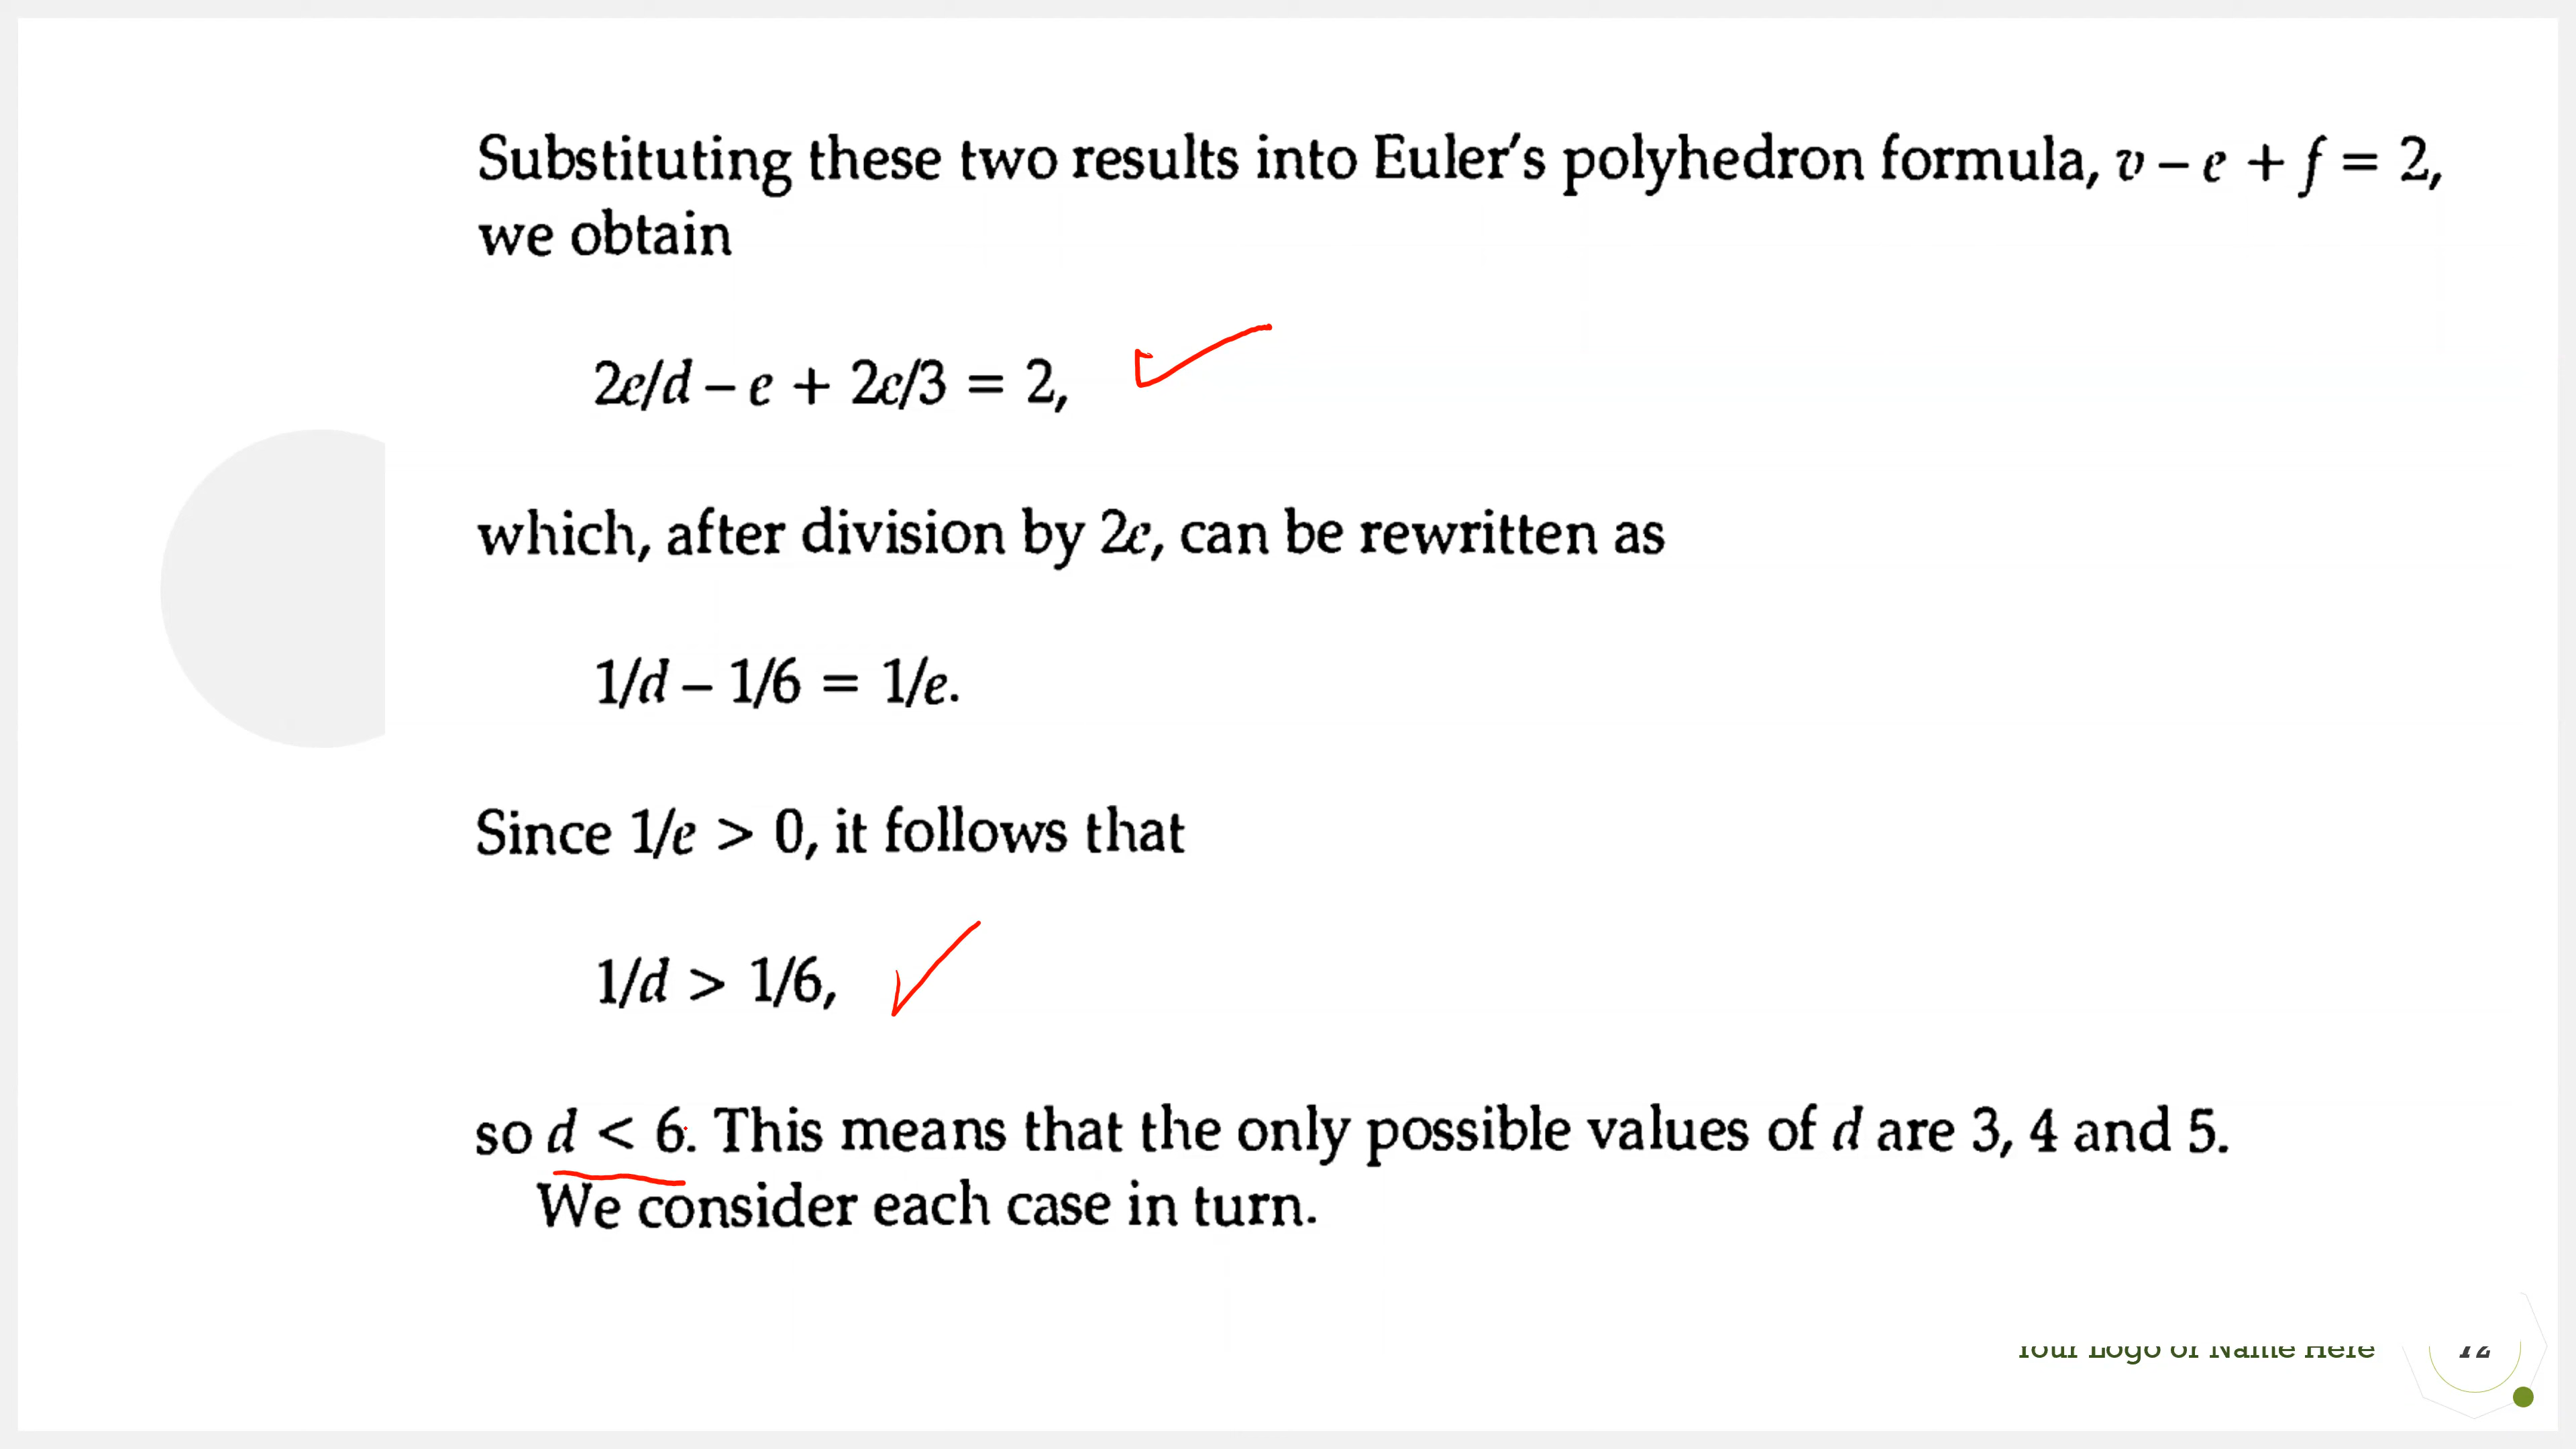 Substituting these two results into Euler's polyhedron formula, v – e + f = 2,
we obtain
2e/d – e + 2e/3 = 2,
which, after division by 2e, can be rewritten as
1/d – 1/6 = 1/e.
Since 1/e > 0, it follows that
1/d > 1/6,
so d < 6. This means that the only possible values of d are 3, 4 and 5.
We consider each case in turn.
Your Logo or Name Here
12